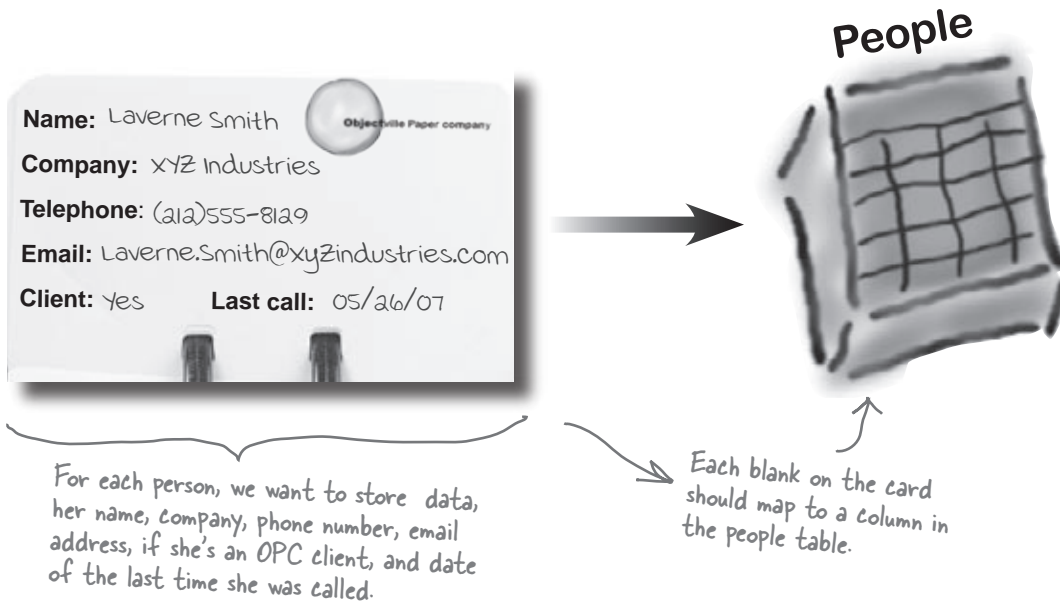 People
Name: Laverne Smith
Objectville Paper company
Company: XYZ Industries
Telephone: (212)555-8129
Email: Laverne.Smith@xyzindustries.com
Client: Yes Last call: 05/26/07
For each person, we want to store data,
her name, company, phone number, email
address, if she's an OPC client, and date
of the last time she was called.
Each blank on the card
should map to a column in
the people table.